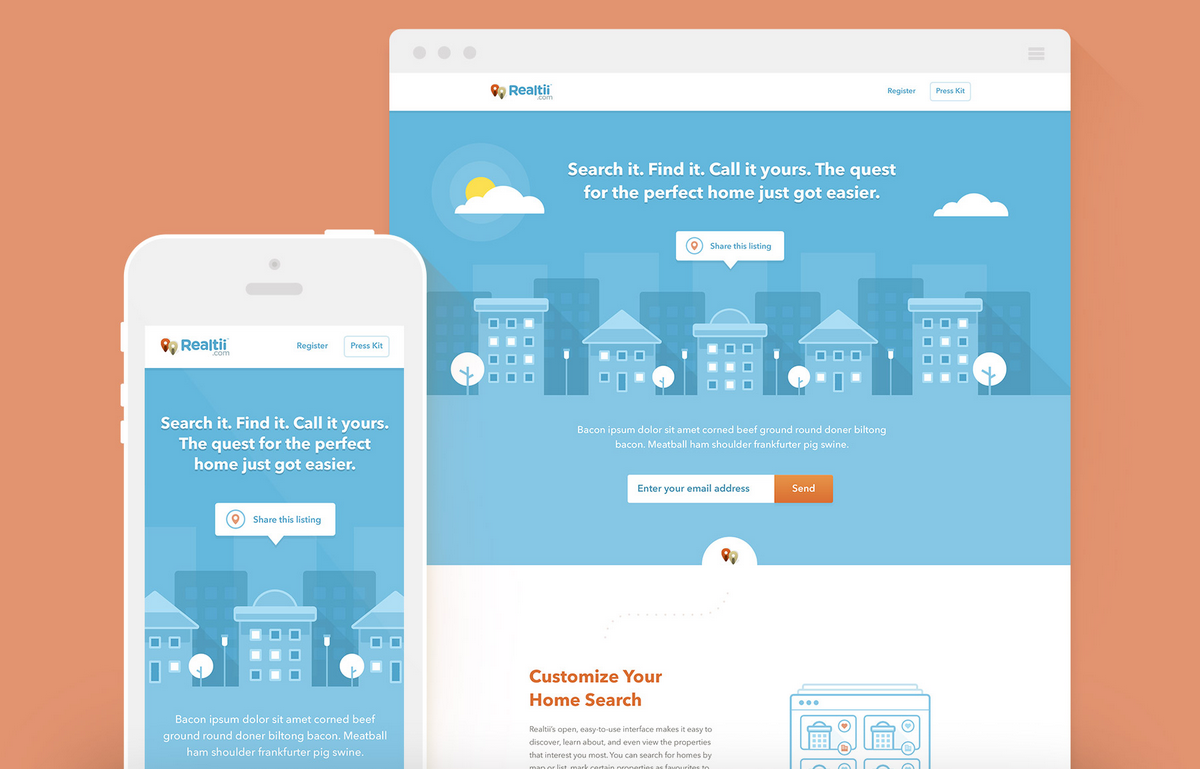 Realtii
.com
Register
Press Kit
Search it. Find it. Call it yours. The quest
for the perfect home just got easier.
Share this listing
Bacon ipsum dolor sit amet corned beef ground round doner biltong
bacon. Meatball ham shoulder frankfurter pig swine.
Enter your email address
Send
Customize Your
Home Search
Realtii's open, easy-to-use interface makes it easy to
discover, learn about, and even view the properties
that interest you most. You can search for homes by
map or list, mark certain properties as favourites to
Realtii
.com
Register
Press Kit
Search it. Find it. Call it yours.
The quest for the perfect
home just got easier.
Share this listing
Bacon ipsum dolor sit amet corned beef
ground round doner biltong bacon. Meatball
ham shoulder frankfurter pig swine.